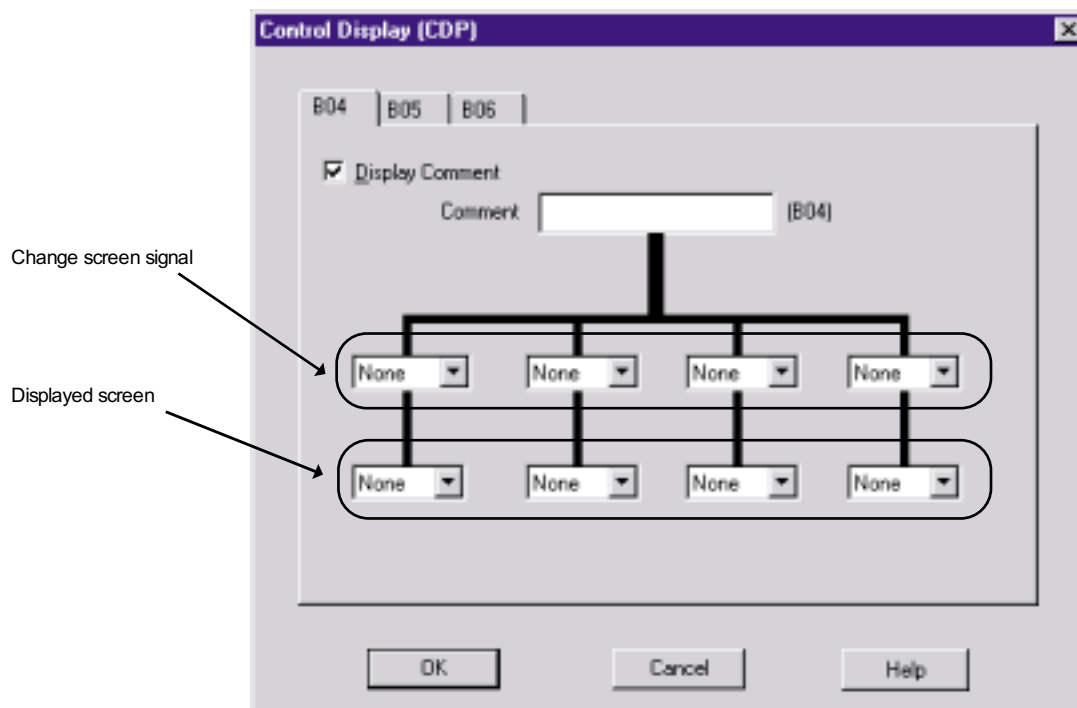 Control Display (CDP)
B04 B05 B06
Display Comment
Comment (B04)
Change screen signal
None None None None
Displayed screen
None None None None
OK Cancel Help